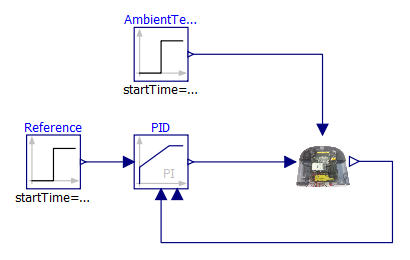 AmbientTe...
startTime=...
Reference
PID
PI
startTime=...